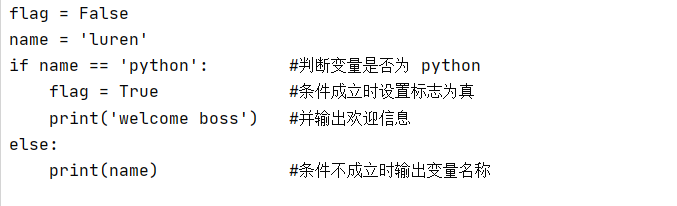 flag = False
name = 'luren'
if name == 'python':        #判断变量是否为 python
    flag = True             #条件成立时设置标志为真
    print('welcome boss')   #并输出欢迎信息
else:
    print(name)             #条件不成立时输出变量名称